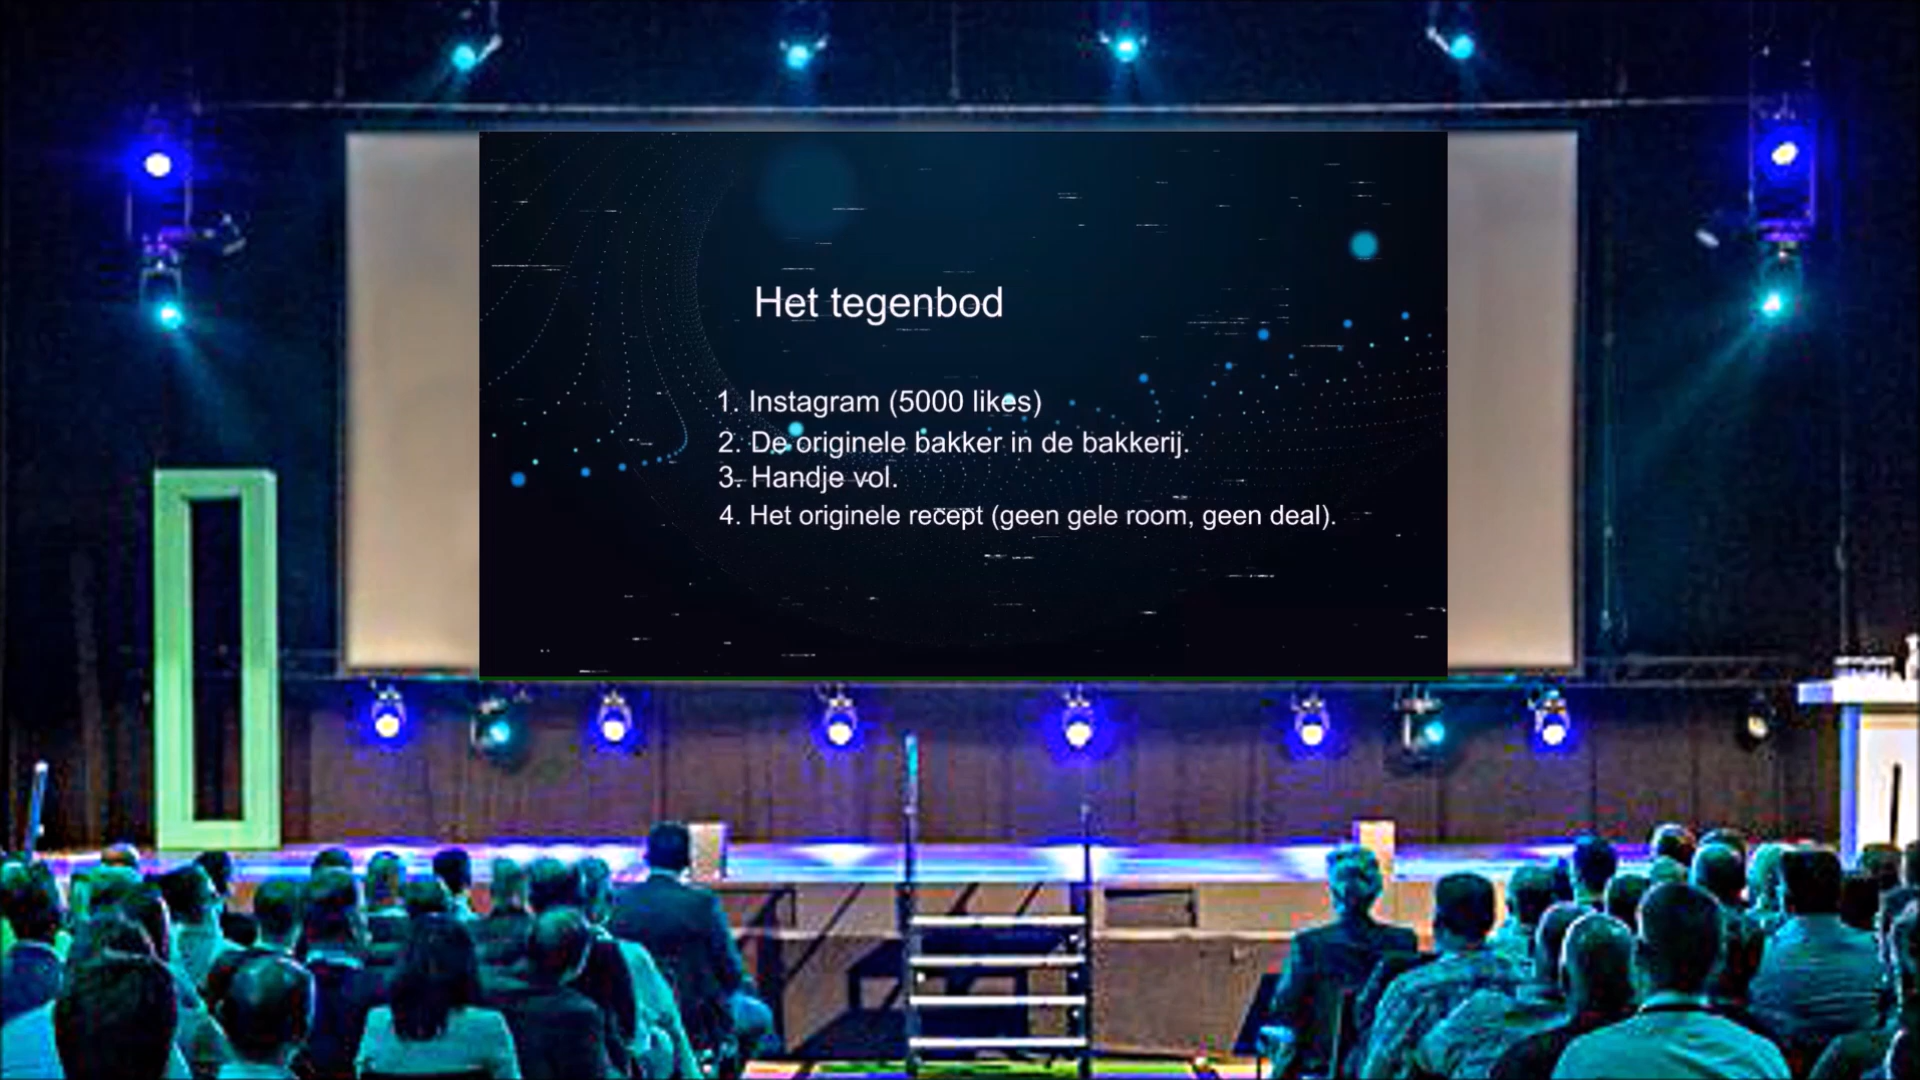 Het tegenbod
1. Instagram (5000 likes)
2. De originele bakker in de bakkerij.
3. Handje vol.
4. Het originele recept (geen gele room, geen deal).